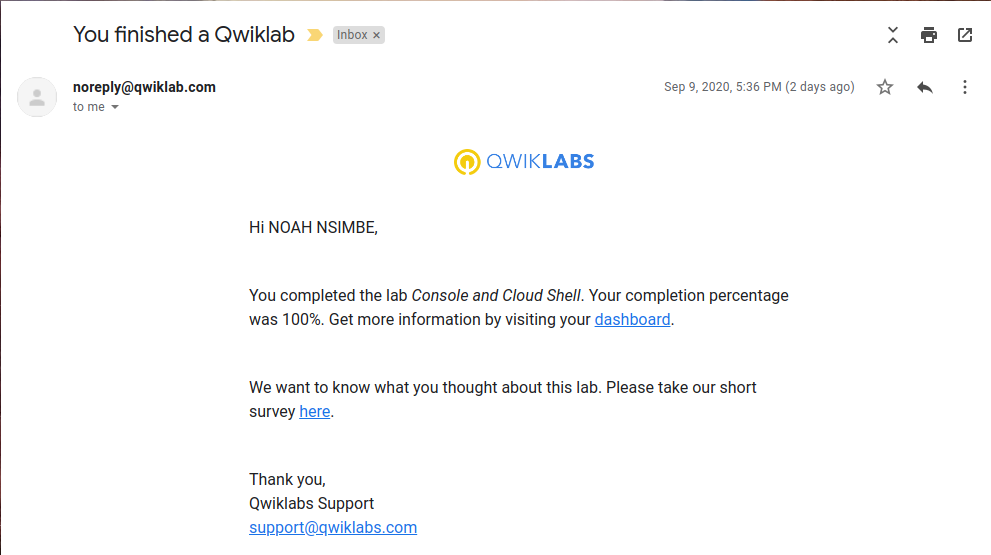 You finished a Qwiklab Inbox ×
noreply@qwiklab.com Sep 9, 2020, 5:36 PM (2 days ago)
to me
QWIKLABS
Hi NOAH NSIMBE,
You completed the lab Console and Cloud Shell. Your completion percentage
was 100%. Get more information by visiting your dashboard.
We want to know what you thought about this lab. Please take our short
survey here.
Thank you,
Qwiklabs Support
support@qwiklabs.com